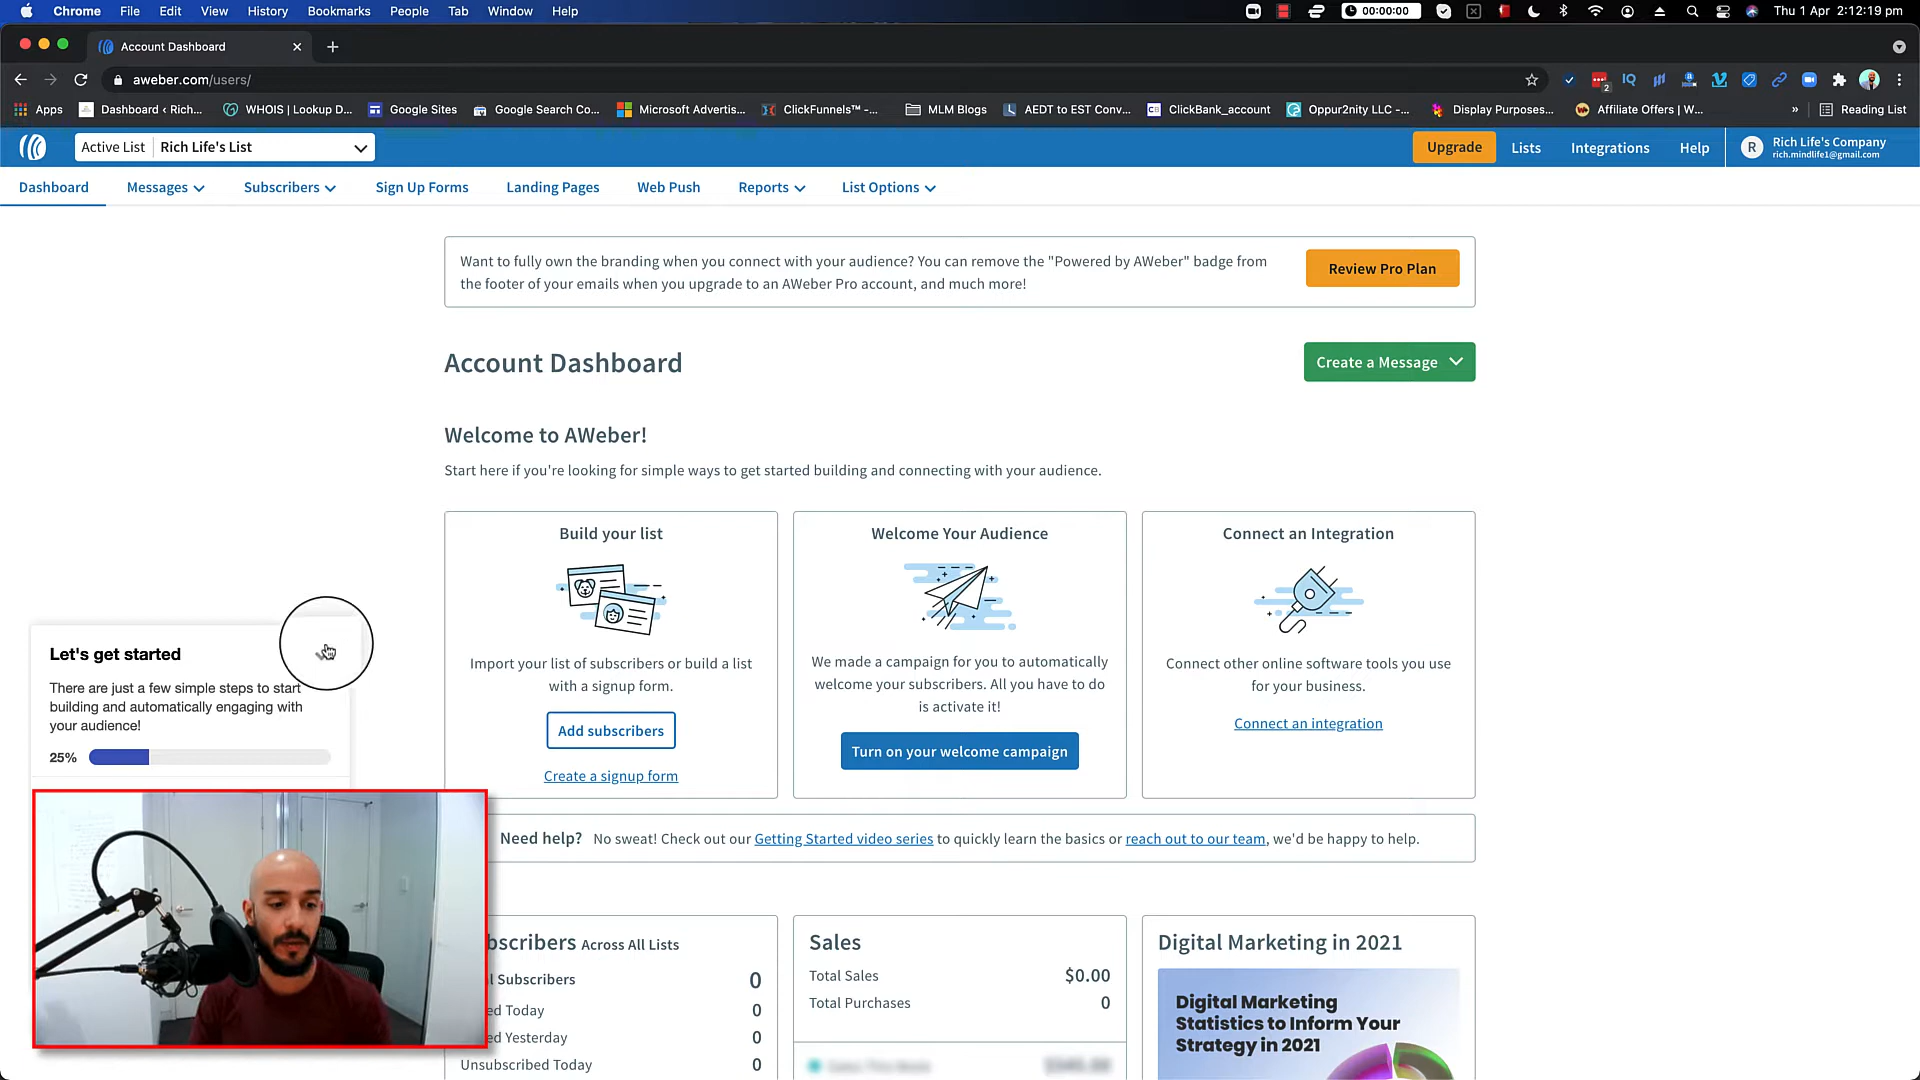 Chrome File Edit View History Bookmarks People Tab Window Help 00:00:00 Thu 1 Apr 2:12:19 pm
Account Dashboard
aweber.com/users/
Apps Dashboard ‹ Rich... WHOIS | Lookup D... Google Sites Google Search Co... Microsoft Advertis... ClickFunnels™ -... MLM Blogs AEDT to EST Conv... ClickBank_account Oppur2nity LLC -... Display Purposes... Affiliate Offers | W... » Reading List
Active List Rich Life's List Upgrade Lists Integrations Help R Rich Life's Company
rich.mindlife1@gmail.com
Dashboard Messages Subscribers Sign Up Forms Landing Pages Web Push Reports List Options
Want to fully own the branding when you connect with your audience? You can remove the "Powered by AWeber" badge from
the footer of your emails when you upgrade to an AWeber Pro account, and much more!
Review Pro Plan
Account Dashboard
Create a Message
Welcome to AWeber!
Start here if you're looking for simple ways to get started building and connecting with your audience.
Build your list
Import your list of subscribers or build a list
with a signup form.
Add subscribers
Create a signup form
Welcome Your Audience
We made a campaign for you to automatically
welcome your subscribers. All you have to do
is activate it!
Turn on your welcome campaign
Connect an Integration
Connect other online software tools you use
for your business.
Connect an integration
Let's get started
There are just a few simple steps to start
building and automatically engaging with
your audience!
25%
Need help? No sweat! Check out our Getting Started video series to quickly learn the basics or reach out to our team, we'd be happy to help.
bscribers Across All Lists
l Subscribers 0
ed Today 0
ed Yesterday 0
Unsubscribed Today 0
Sales
Total Sales $0.00
Total Purchases 0
Digital Marketing in 2021
Digital Marketing
Statistics to Inform Your
Strategy in 2021